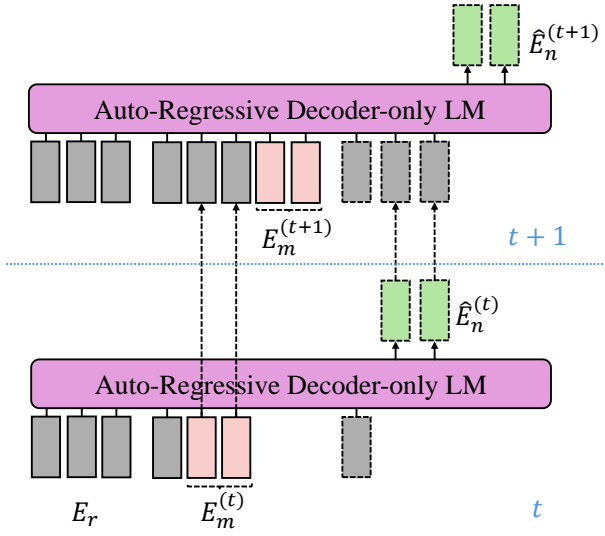 Ê_n^{(t+1)}
Auto-Regressive Decoder-only LM
E_m^{(t+1)}
t + 1
Ê_n^{(t)}
Auto-Regressive Decoder-only LM
E_r
E_m^{(t)}
t